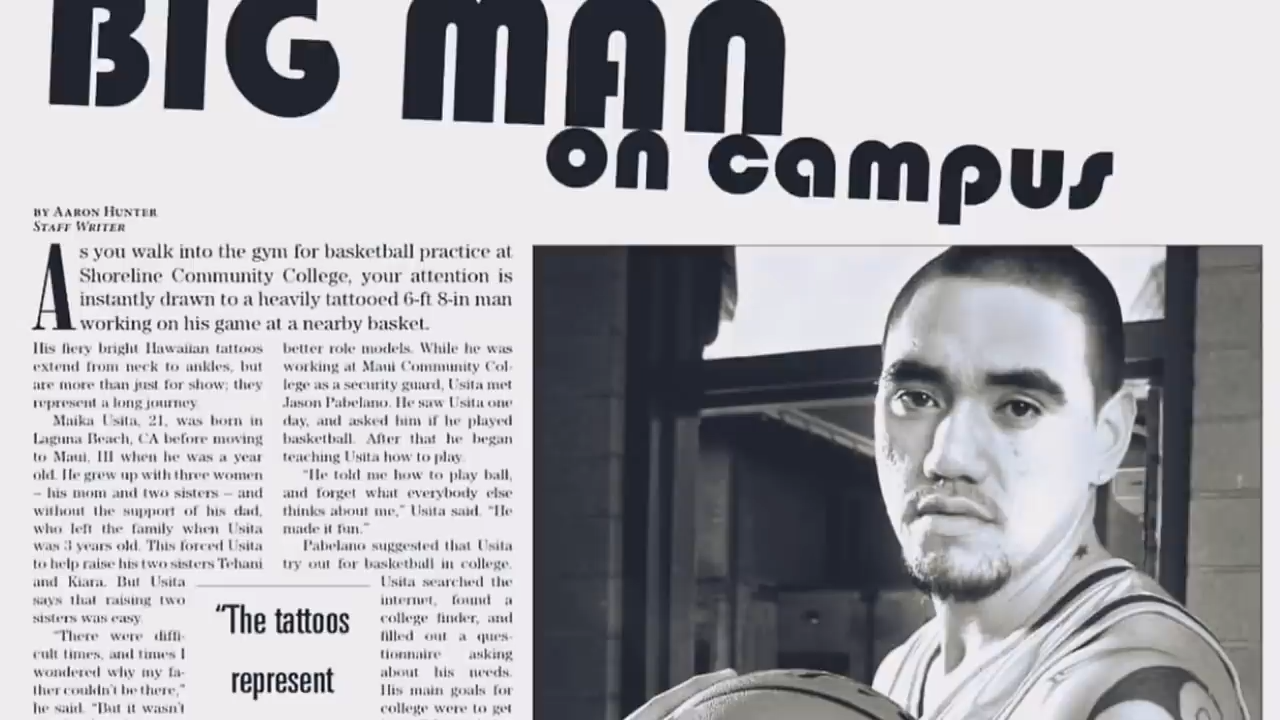 BIG MAN
on campus
BY AARON HUNTER
STAFF WRITER
As you walk into the gym for basketball practice at
Shoreline Community College, your attention is
instantly drawn to a heavily tattooed 6-ft 8-in man
working on his game at a nearby basket.
His fiery bright Hawaiian tattoos
extend from neck to ankles, but
are more than just for show; they
represent a long journey.
Maika Usita, 21, was born in
Laguna Beach, CA before moving
to Maui, HI when he was a year
old. He grew up with three women
– his mom and two sisters – and
without the support of his dad,
who left the family when Usita
was 3 years old. This forced Usita
to help raise his two sisters Tehani
and Kiara. But Usita
says that raising two
sisters was easy.
"There were diffi-
cult times, and times I
wondered why my fa-
ther couldn't be there,"
he said. "But it wasn't
"The tattoos
represent
better role models. While he was
working at Maui Community Col-
lege as a security guard, Usita met
Jason Pabelano. He saw Usita one
day, and asked him if he played
basketball. After that he began
teaching Usita how to play.
"He told me how to play ball,
and forget what everybody else
thinks about me," Usita said. "He
made it fun."
Pabelano suggested that Usita
try out for basketball in college.
Usita searched the
internet, found a
college finder, and
filled out a ques-
tionnaire asking
about his needs.
His main goals for
college were to get